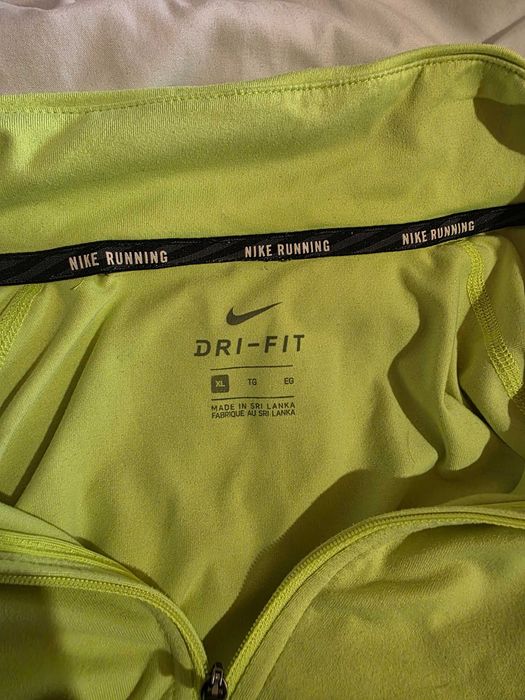 NIKE RUNNING NIKE RUNNING NIKE RUNNING
DRI-FIT
XL TG EG
MADE IN SRI LANKA
FABRIQUE AU SRI LANKA